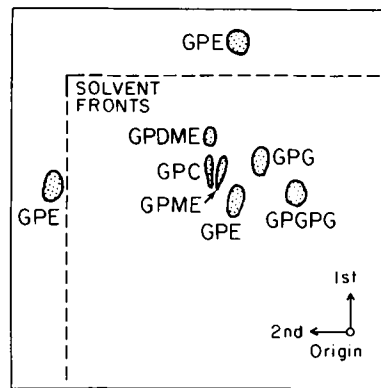 GPE
SOLVENT
FRONTS
GPDME
GPC
GPG
GPME
GPE
GPE
GPGPG
1st
2nd
Origin